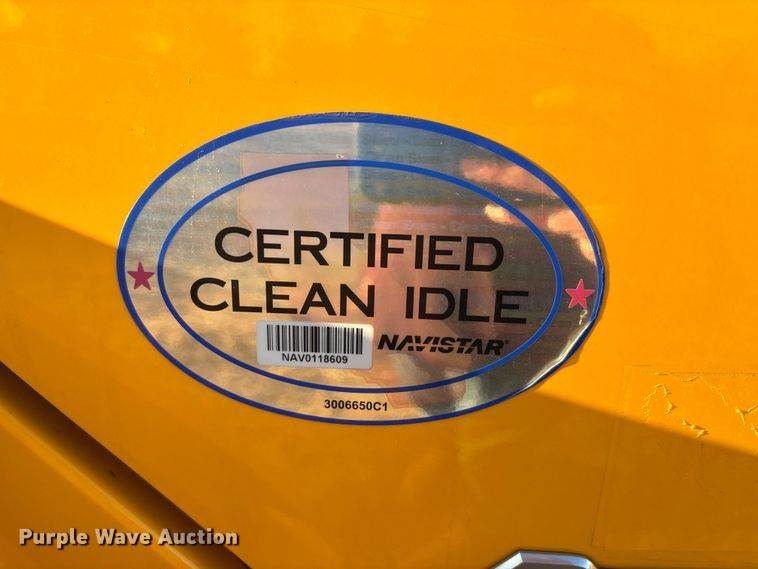 CERTIFIED
CLEAN IDLE
NAV0118609
NAVISTAR
3006650C1
Purple Wave Auction